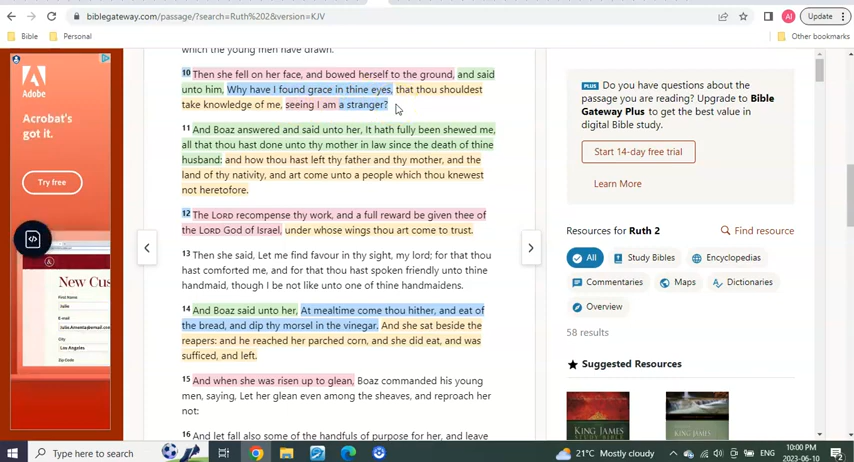 biblegateway.com/passage/?search=Ruth%202&version=KJV
AI
Update
Bible
Personal
Other bookmarks
which the young men have drawn.
10 Then she fell on her face, and bowed herself to the ground, and said
unto him, Why have I found grace in thine eyes, that thou shouldest
take knowledge of me, seeing I am a stranger?
11 And Boaz answered and said unto her, It hath fully been shewed me,
all that thou hast done unto thy mother in law since the death of thine
husband: and how thou hast left thy father and thy mother, and the
land of thy nativity, and art come unto a people which thou knewest
not heretofore.
12 The LORD recompense thy work, and a full reward be given thee of
the LORD God of Israel, under whose wings thou art come to trust.
13 Then she said, Let me find favour in thy sight, my lord; for that thou
hast comforted me, and for that thou hast spoken friendly unto thine
handmaid, though I be not like unto one of thine handmaidens.
14 And Boaz said unto her, At mealtime come thou hither, and eat of
the bread, and dip thy morsel in the vinegar. And she sat beside the
reapers: and he reached her parched corn, and she did eat, and was
sufficed, and left.
15 And when she was risen up to glean, Boaz commanded his young
men, saying, Let her glean even among the sheaves, and reproach her
not:
16 And let fall also some of the handfuls of purpose for her, and leave
Adobe
Acrobat's
got it.
Try free
New Cus
First Name
Julie
E-mail
City
Los Angeles
Zip Code
PLUS Do you have questions about the
passage you are reading? Upgrade to Bible
Gateway Plus to get the best value in
digital Bible study.
Start 14-day free trial
Learn More
Resources for Ruth 2
Find resource
All
Study Bibles
Encyclopedias
Commentaries
Maps
Dictionaries
Overview
58 results
Suggested Resources
KING JAMES
KING JAMES
Type here to search
21°C Mostly cloudy
ENG
10:00 PM
2023-06-10
2